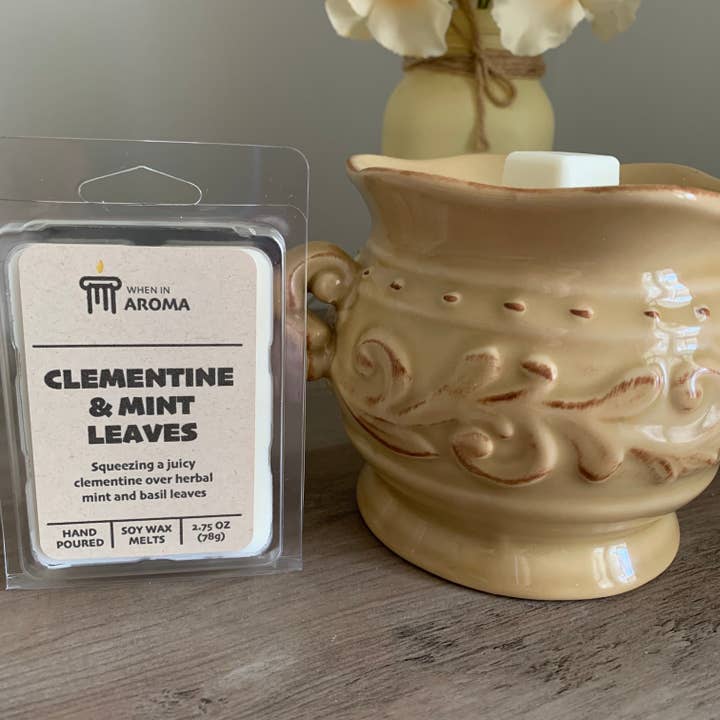 WHEN IN
AROMA
CLEMENTINE
& MINT
LEAVES
Squeezing a juicy
clementine over herbal
mint and basil leaves
HAND
POURED
SOY WAX
MELTS
2.75 OZ
(78g)